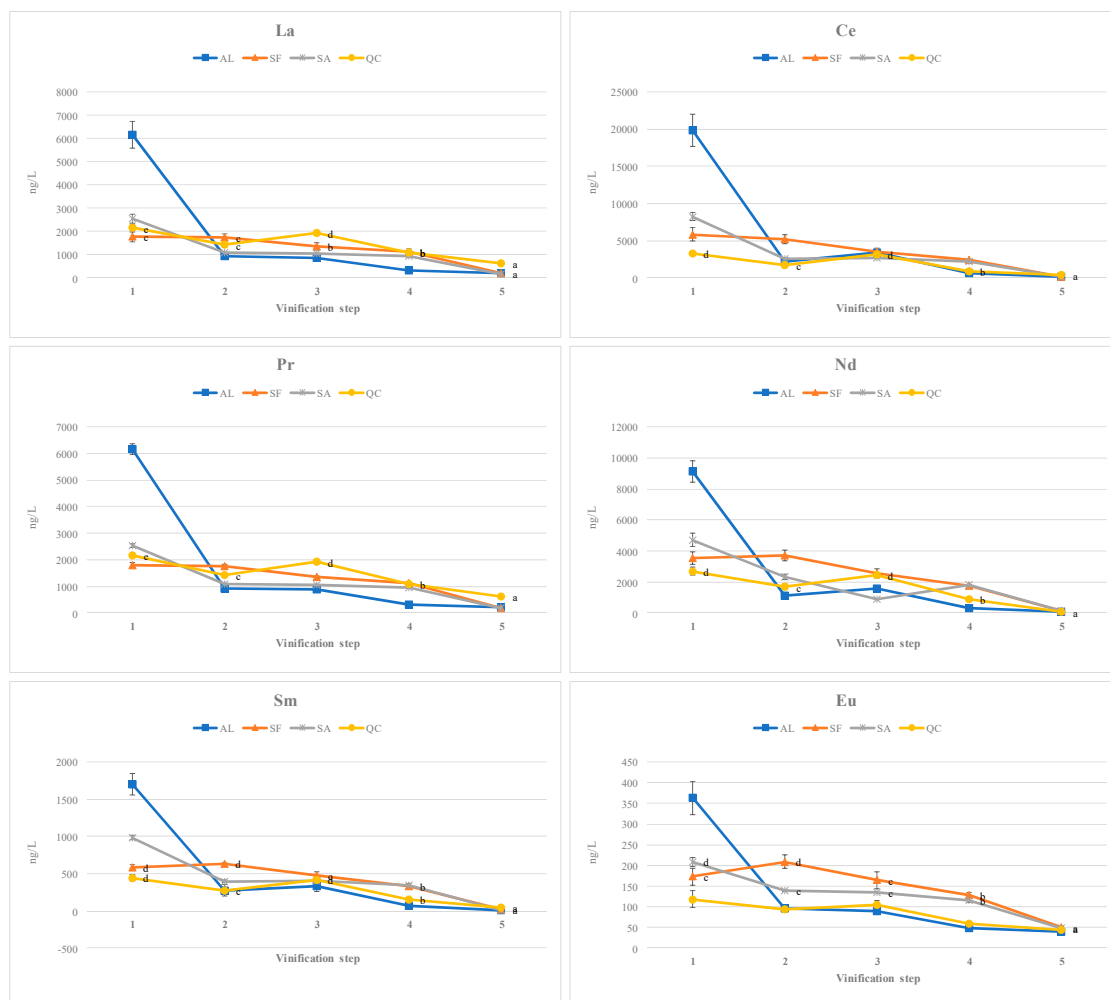 La
AL SF SA QC
8000
7000
6000
5000
4000
3000
2000
1000
0
ng/L
c
c
c
c
d
b
b
b
a
a
1 2 3 4 5
Vinification step
Ce
AL SF SA QC
25000
20000
15000
10000
5000
0
ng/L
d
c
d
b
a
1 2 3 4 5
Vinification step
Pr
AL SF SA QC
7000
6000
5000
4000
3000
2000
1000
0
ng/L
c
c
d
b
a
1 2 3 4 5
Vinification step
Nd
AL SF SA QC
12000
10000
8000
6000
4000
2000
0
ng/L
d
c
d
b
a
1 2 3 4 5
Vinification step
Sm
AL SF SA QC
2000
1500
1000
500
0
-500
ng/L
d
d
d
c
d
b
b
a
a
1 2 3 4 5
Vinification step
Eu
AL SF SA QC
450
400
350
300
250
200
150
100
50
0
ng/L
d
c
d
c
c
c
b
b
a
1 2 3 4 5
Vinification step